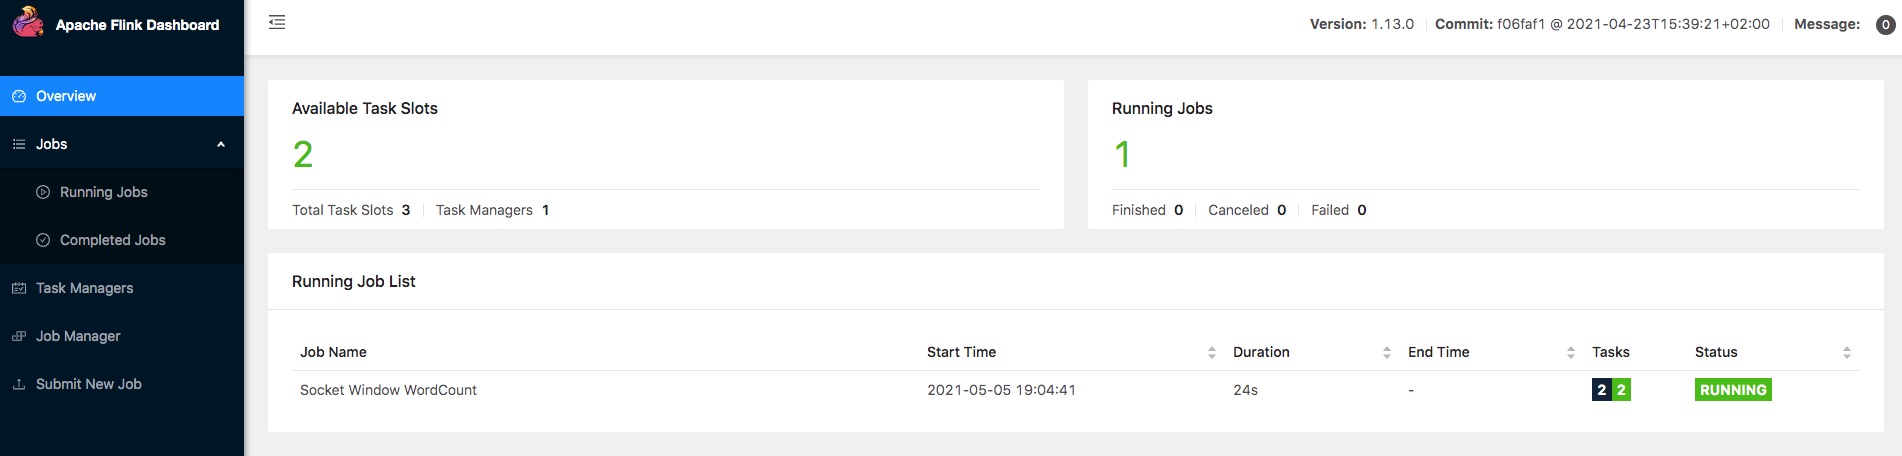 Apache Flink Dashboard
Version: 1.13.0 Commit: f06faf1 @ 2021-04-23T15:39:21+02:00 Message: 0
Overview
Jobs
Running Jobs
Completed Jobs
Task Managers
Job Manager
Submit New Job
Available Task Slots
2
Total Task Slots 3 Task Managers 1
Running Jobs
1
Finished 0 Canceled 0 Failed 0
Running Job List
Job Name Start Time Duration End Time Tasks Status
Socket Window WordCount 2021-05-05 19:04:41 24s - 2 2 RUNNING